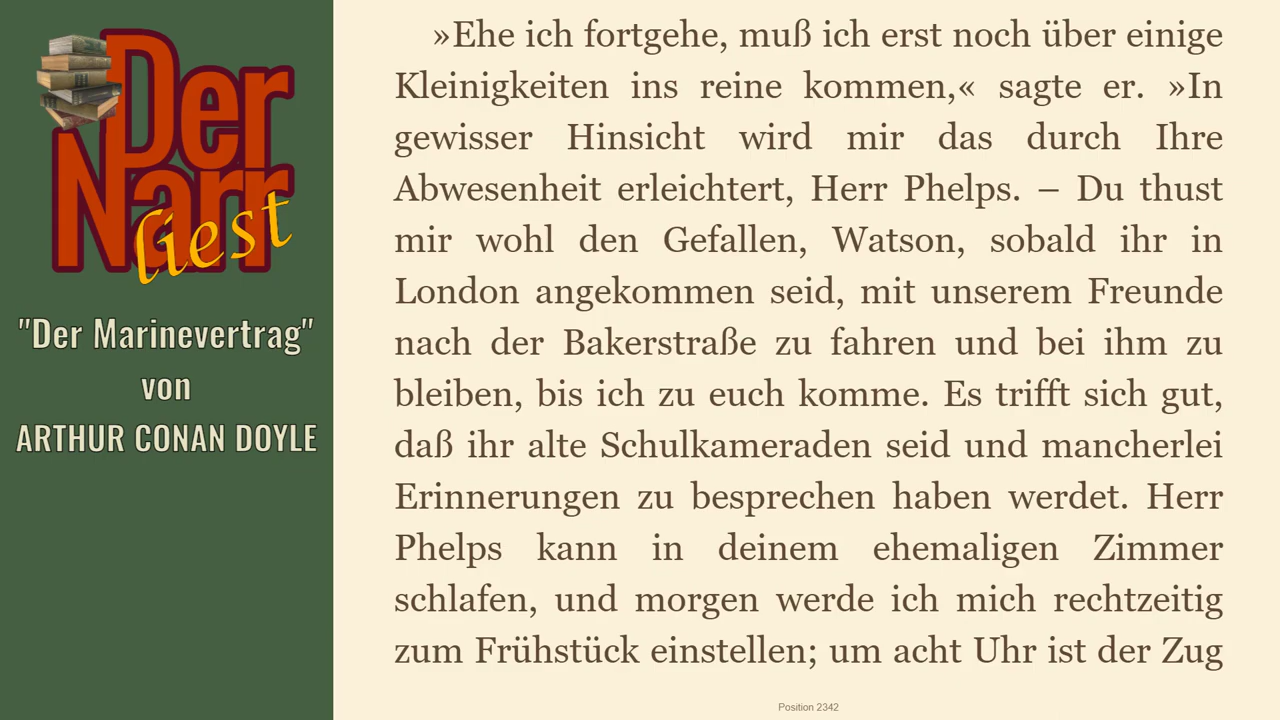 Der
Narr
liest
"Der Marinevertrag"
von
ARTHUR CONAN DOYLE
»Ehe ich fortgehe, muß ich erst noch über einige
Kleinigkeiten ins reine kommen,« sagte er. »In
gewisser Hinsicht wird mir das durch Ihre
Abwesenheit erleichtert, Herr Phelps. – Du thust
mir wohl den Gefallen, Watson, sobald ihr in
London angekommen seid, mit unserem Freunde
nach der Bakerstraße zu fahren und bei ihm zu
bleiben, bis ich zu euch komme. Es trifft sich gut,
daß ihr alte Schulkameraden seid und mancherlei
Erinnerungen zu besprechen haben werdet. Herr
Phelps kann in deinem ehemaligen Zimmer
schlafen, und morgen werde ich mich rechtzeitig
zum Frühstück einstellen; um acht Uhr ist der Zug
Position 2342